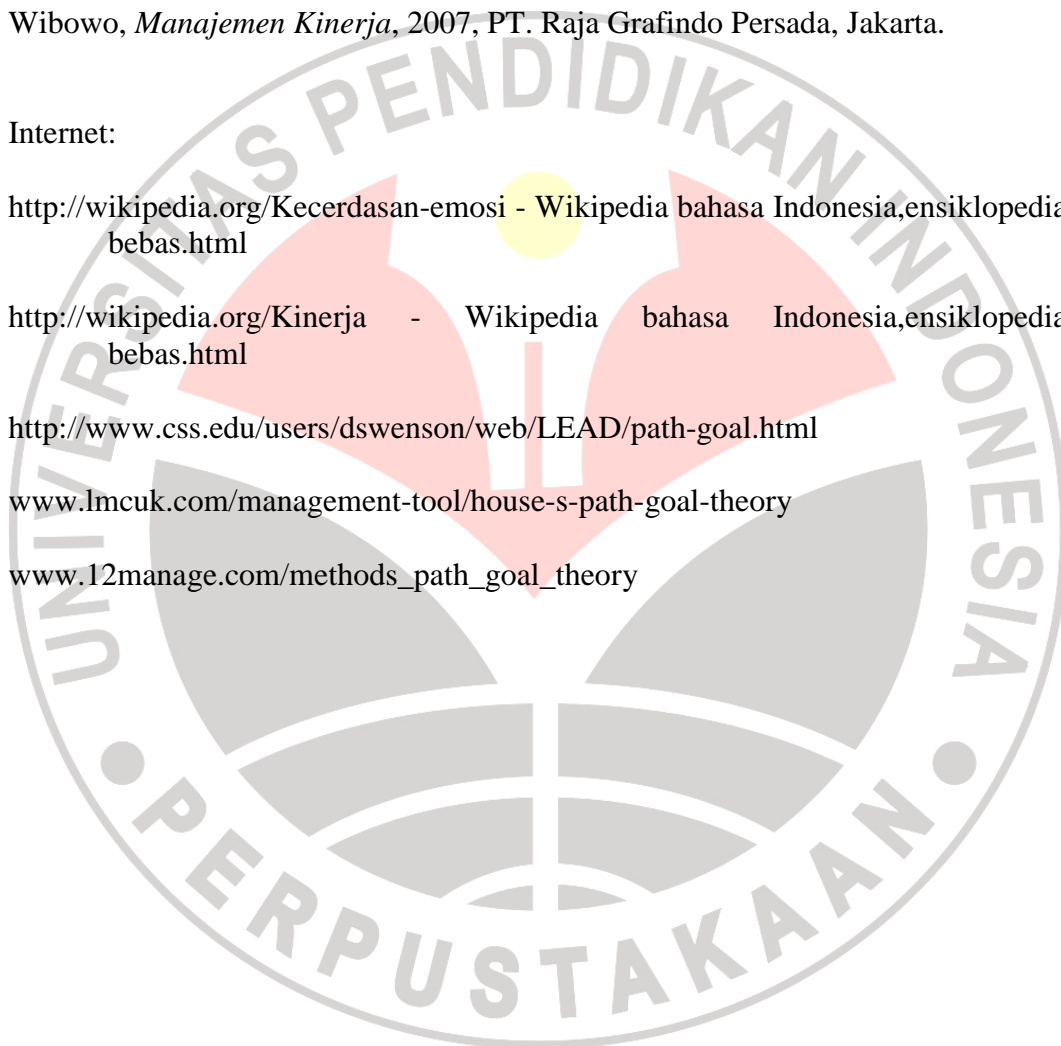 Wibowo, Manajemen Kinerja, 2007, PT. Raja Grafindo Persada, Jakarta.
Internet:
http://wikipedia.org/Kecerdasan-emosi - Wikipedia bahasa Indonesia,ensiklopedia
bebas.html
http://wikipedia.org/Kinerja - Wikipedia bahasa Indonesia,ensiklopedia
bebas.html
http://www.css.edu/users/dswenson/web/LEAD/path-goal.html
www.lmcuk.com/management-tool/house-s-path-goal-theory
www.12manage.com/methods_path_goal_theory
UNIVERSITAS PENDIDIKAN INDONESIA
PERPUSTAKAAN